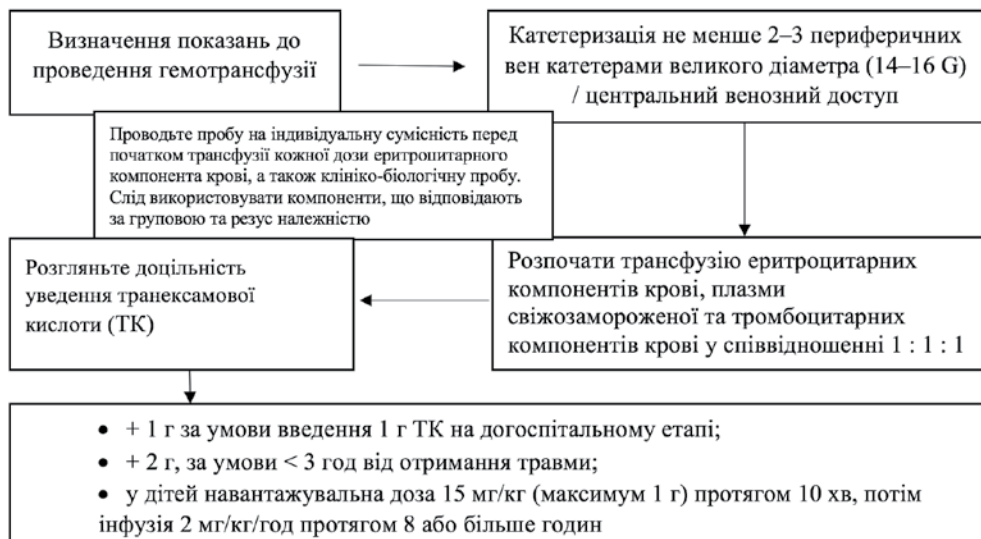 Визначення показань до
проведення гемотрансфузії
Катетеризація не менше 2–3 периферичних
вен катетерами великого діаметра (14–16 G)
/ центральний венозний доступ
Проводьте пробу на індивідуальну сумісність перед
початком трансфузії кожної дози еритроцитарного
компонента крові, а також клініко-біологічну пробу.
Слід використовувати компоненти, що відповідають
за груповою та резус належністю
Розпочати трансфузію еритроцитарних
компонентів крові, плазми
свіжозамороженої та тромбоцитарних
компонентів крові у співвідношенні 1 : 1 : 1
Розгляньте доцільність
уведення транексамової
кислоти (ТК)
• + 1 г за умови введення 1 г ТК на догоспітальному етапі;
• + 2 г, за умови < 3 год від отримання травми;
• у дітей навантажувальна доза 15 мг/кг (максимум 1 г) протягом 10 хв, потім
інфузія 2 мг/кг/год протягом 8 або більше годин